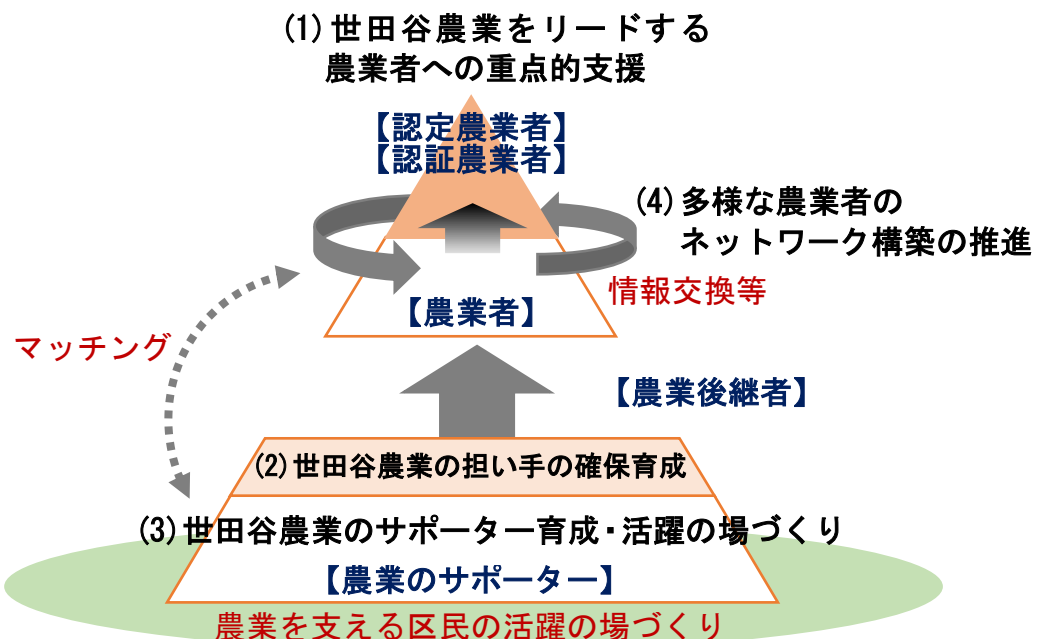 (1)世田谷農業をリードする
農業者への重点的支援
【認定農業者】
【認証農業者】
(4)多様な農業者の
ネットワーク構築の推進
情報交換等
【農業者】
マッチング
【農業後継者】
(2)世田谷農業の担い手の確保育成
(3)世田谷農業のサポーター育成・活躍の場づくり
【農業のサポーター】
農業を支える区民の活躍の場づくり